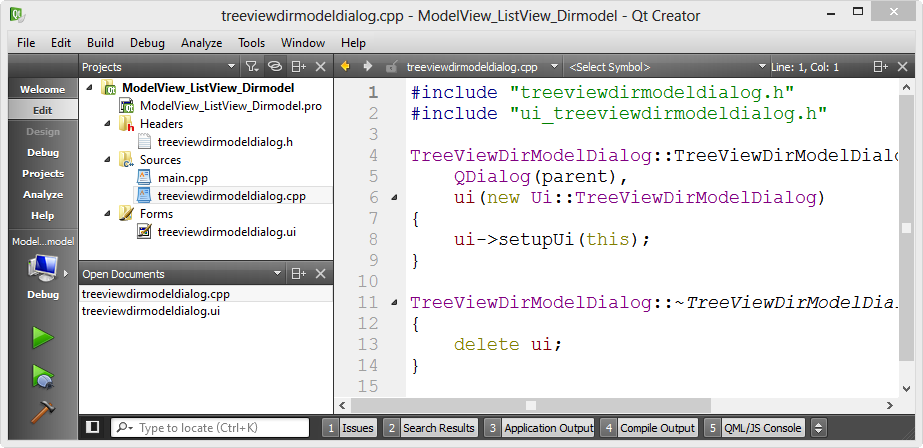 treeviewdirmodeldialog.cpp - ModelView_ListView_Dirmodel - Qt Creator
File Edit Build Debug Analyze Tools Window Help
Projects
treeviewdirmodeldialog.cpp
<Select Symbol>
Line: 1, Col: 1
Welcome
Edit
Design
Debug
Projects
Analyze
Help
Model...model
Debug
ModelView_ListView_Dirmodel
ModelView_ListView_Dirmodel.pro
Headers
treeviewdirmodeldialog.h
Sources
main.cpp
treeviewdirmodeldialog.cpp
Forms
treeviewdirmodeldialog.ui
Open Documents
treeviewdirmodeldialog.cpp
treeviewdirmodeldialog.ui
1 #include "treeviewdirmodeldialog.h"
2 #include "ui_treeviewdirmodeldialog.h"
3
4 TreeViewDirModelDialog::TreeViewDirModelDialo
5 QDialog(parent),
6 ui(new Ui::TreeViewDirModelDialog)
7 {
8 ui->setupUi(this);
9 }
10
11 TreeViewDirModelDialog::~TreeViewDirModelDia
12 {
13 delete ui;
14 }
15
Type to locate (Ctrl+K)
1 Issues
2 Search Results
3 Application Output
4 Compile Output
5 QML/JS Console